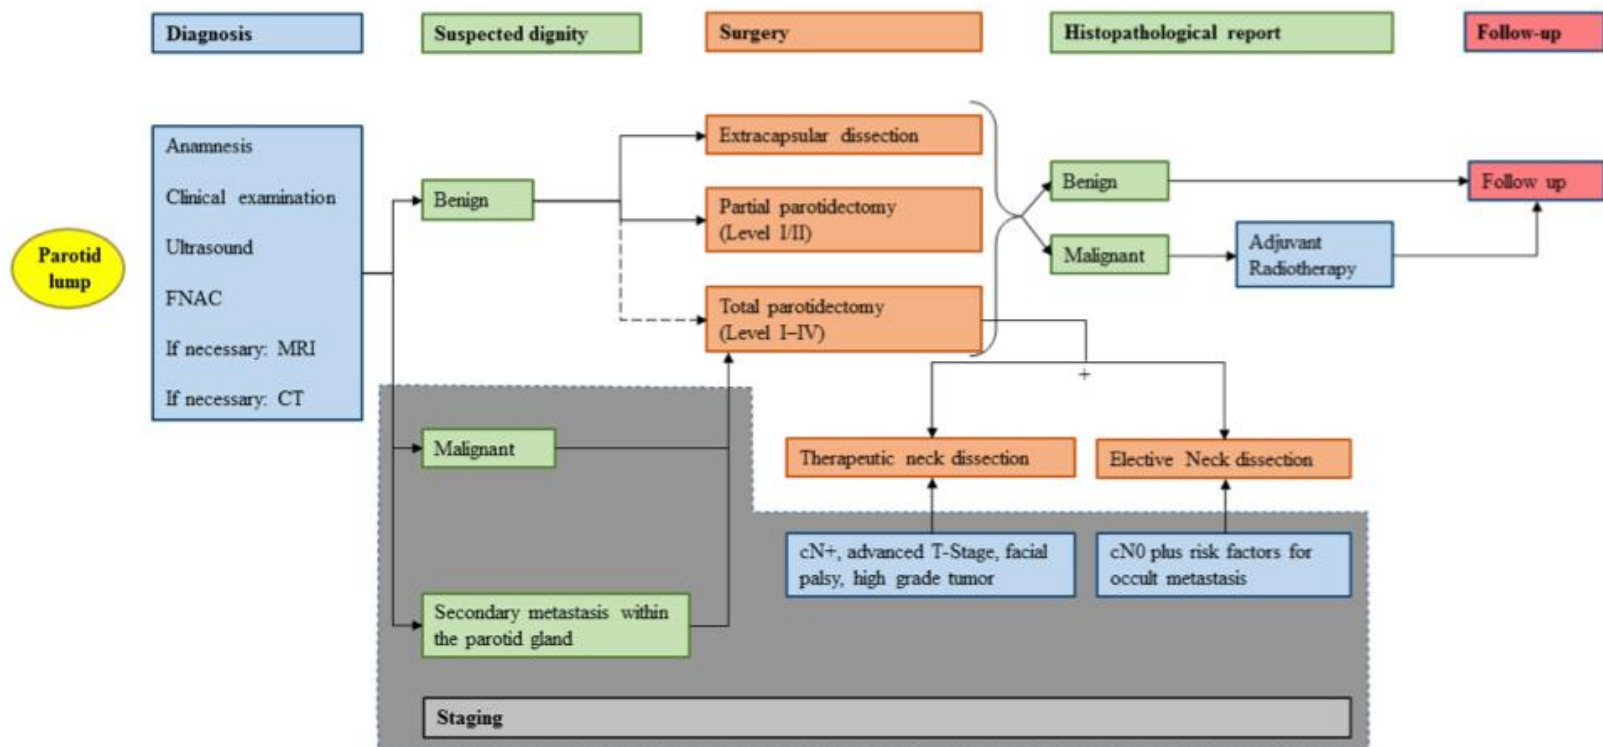 Diagnosis
Suspected dignity
Surgery
Histopathological report
Follow-up
Parotid
lump
Anamnesis
Clinical examination
Ultrasound
FNAC
If necessary: MRI
If necessary: CT
Benign
Malignant
Secondary metastasis within
the parotid gland
Extracapsular dissection
Partial parotidectomy
(Level I/II)
Total parotidectomy
(Level I–IV)
+
Therapeutic neck dissection
Elective Neck dissection
cN+, advanced T-Stage, facial
palsy, high grade tumor
cN0 plus risk factors for
occult metastasis
Benign
Malignant
Adjuvant
Radiotherapy
Follow up
Staging